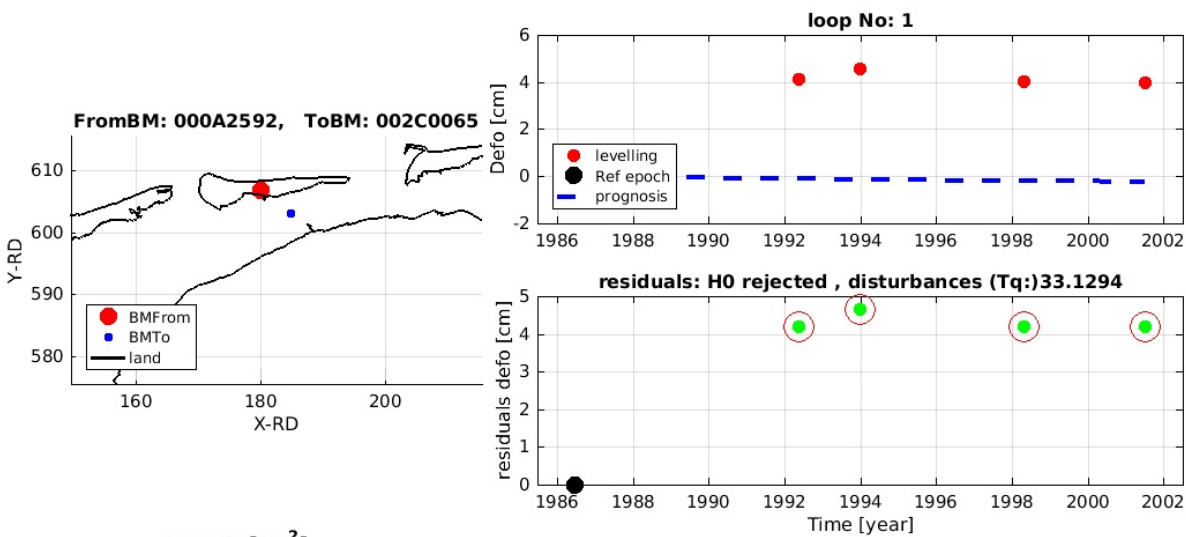 FromBM: 000A2592, ToBM: 002C0065
610
600
590
580
Y-RD
BMFrom
BMTo
land
160 180 200
X-RD
loop No: 1
6
4
2
0
-2
Defo [cm]
levelling
Ref epoch
prognosis
1986 1988 1990 1992 1994 1996 1998 2000 2002
residuals: H0 rejected , disturbances (Tq:)33.1294
5
4
3
2
1
0
residuals defo [cm]
1986 1988 1990 1992 1994 1996 1998 2000 2002
Time [year]